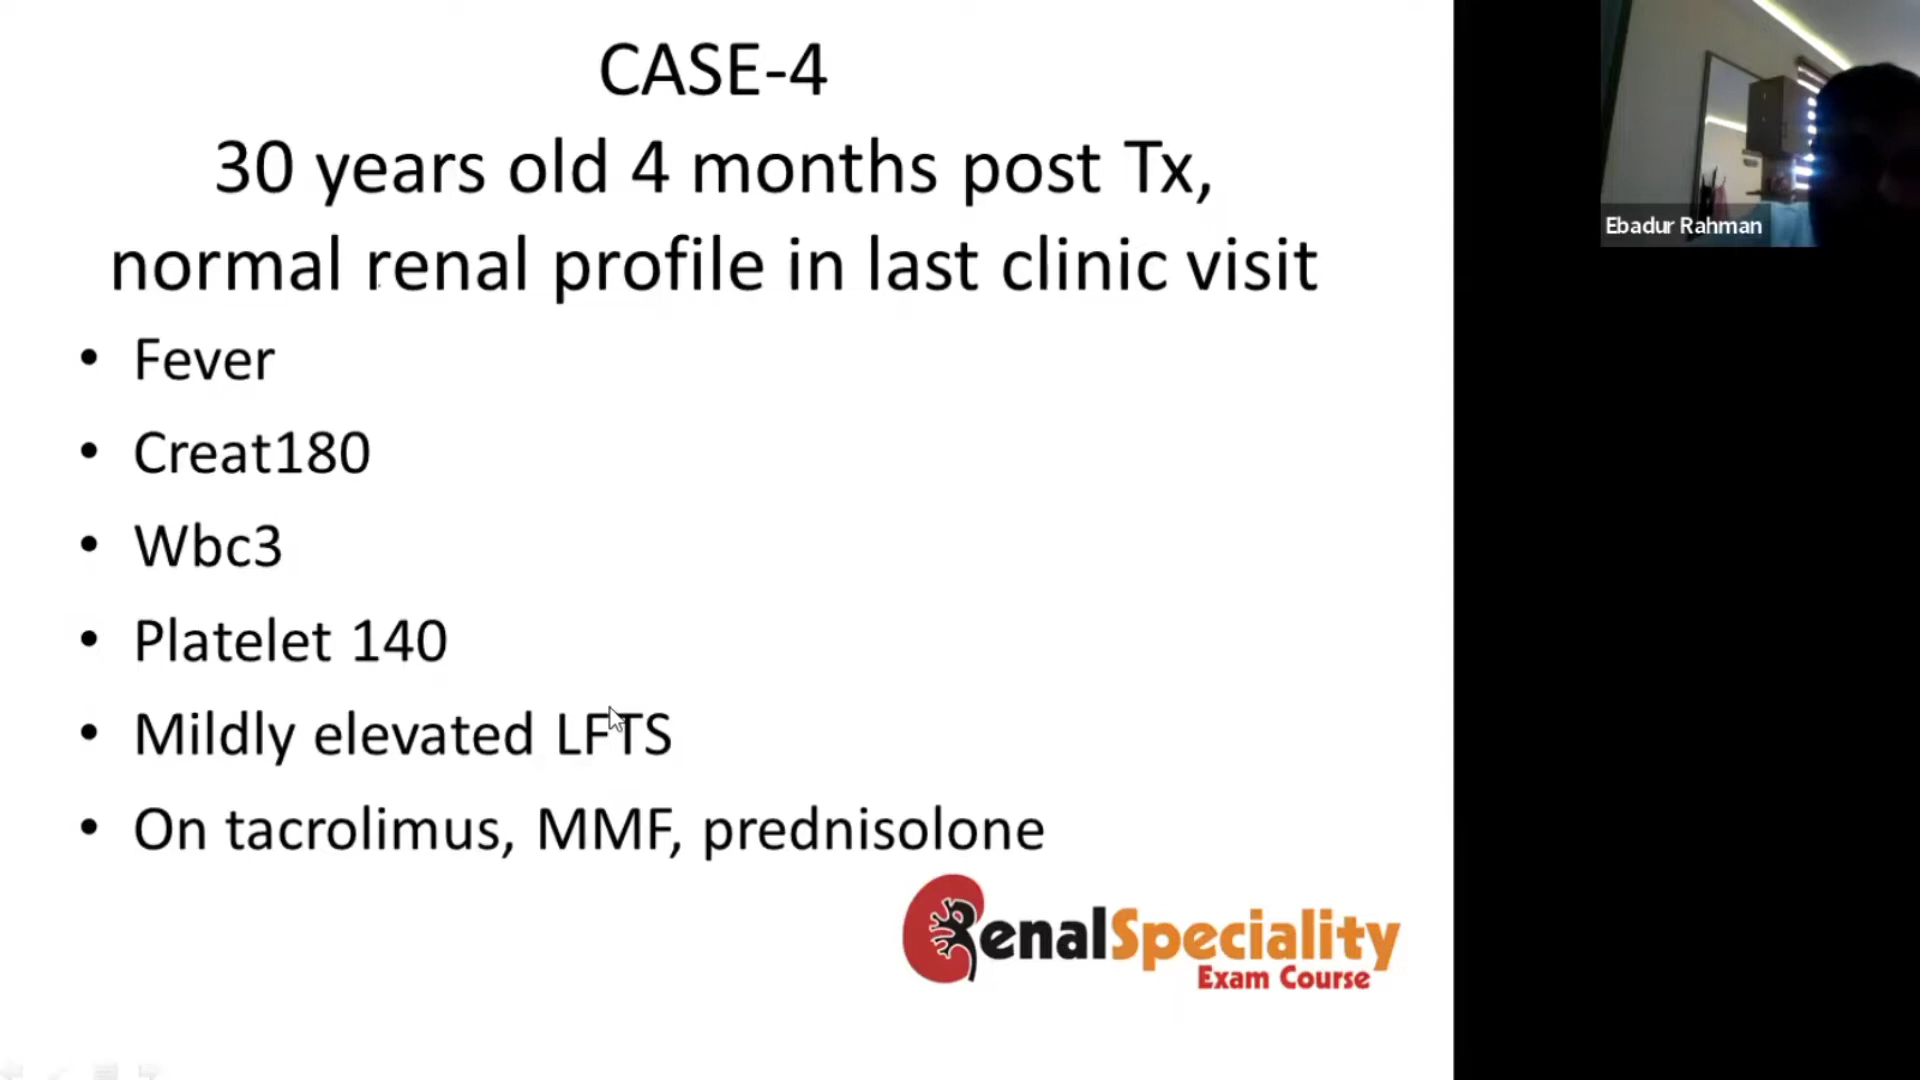 CASE-4
30 years old 4 months post Tx,
normal renal profile in last clinic visit
• Fever
• Creat180
• Wbc3
• Platelet 140
• Mildly elevated LFTS
• On tacrolimus, MMF, prednisolone
RenalSpeciality
Exam Course
Ebadur Rahman